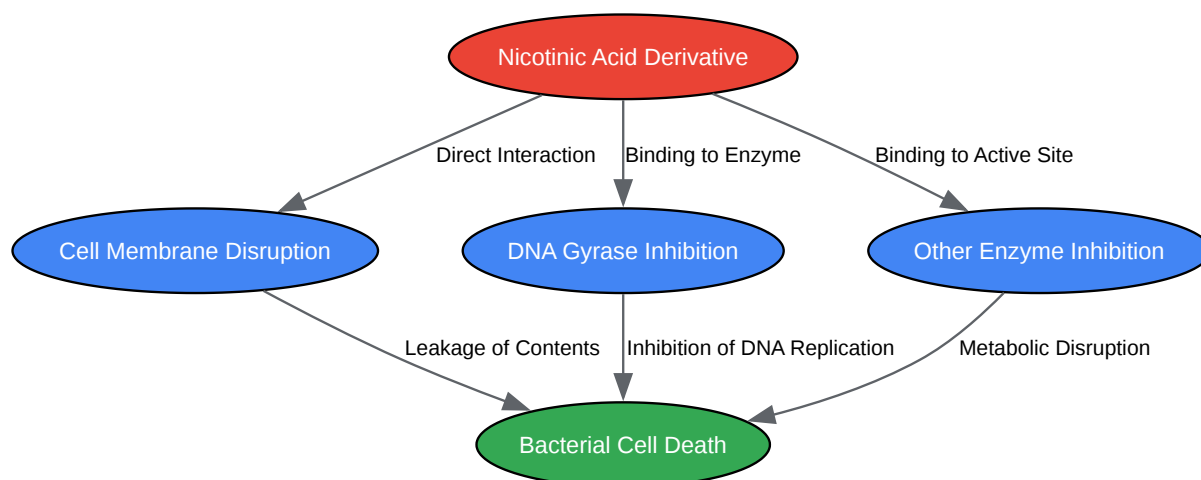 Nicotinic Acid Derivative
Direct Interaction
Binding to Enzyme
Binding to Active Site
Cell Membrane Disruption
DNA Gyrase Inhibition
Other Enzyme Inhibition
Leakage of Contents
Inhibition of DNA Replication
Metabolic Disruption
Bacterial Cell Death